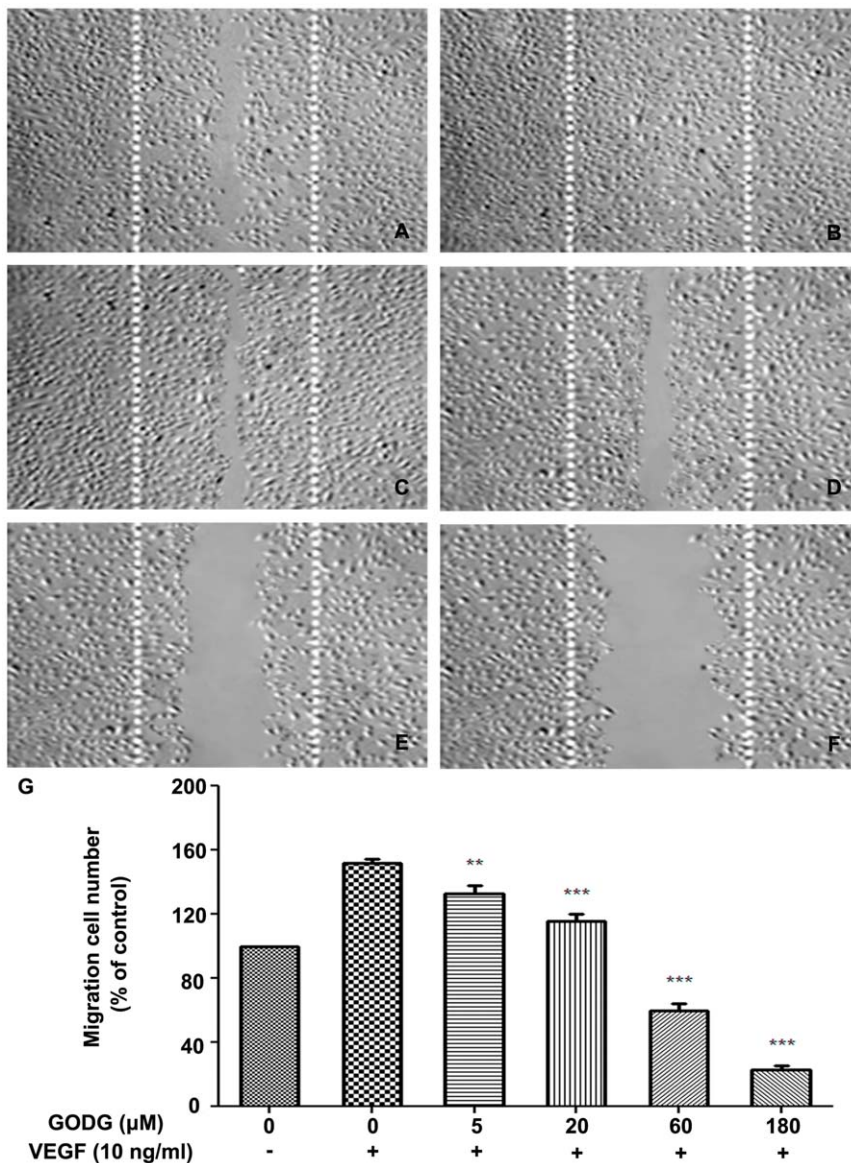 A
B
C
D
E
F
G
200
160
120
80
40
0
Migration cell number
(% of control)
**
***
***
***
GODG (µM) 0 0 5 20 60 180
VEGF (10 ng/ml) - + + + + +